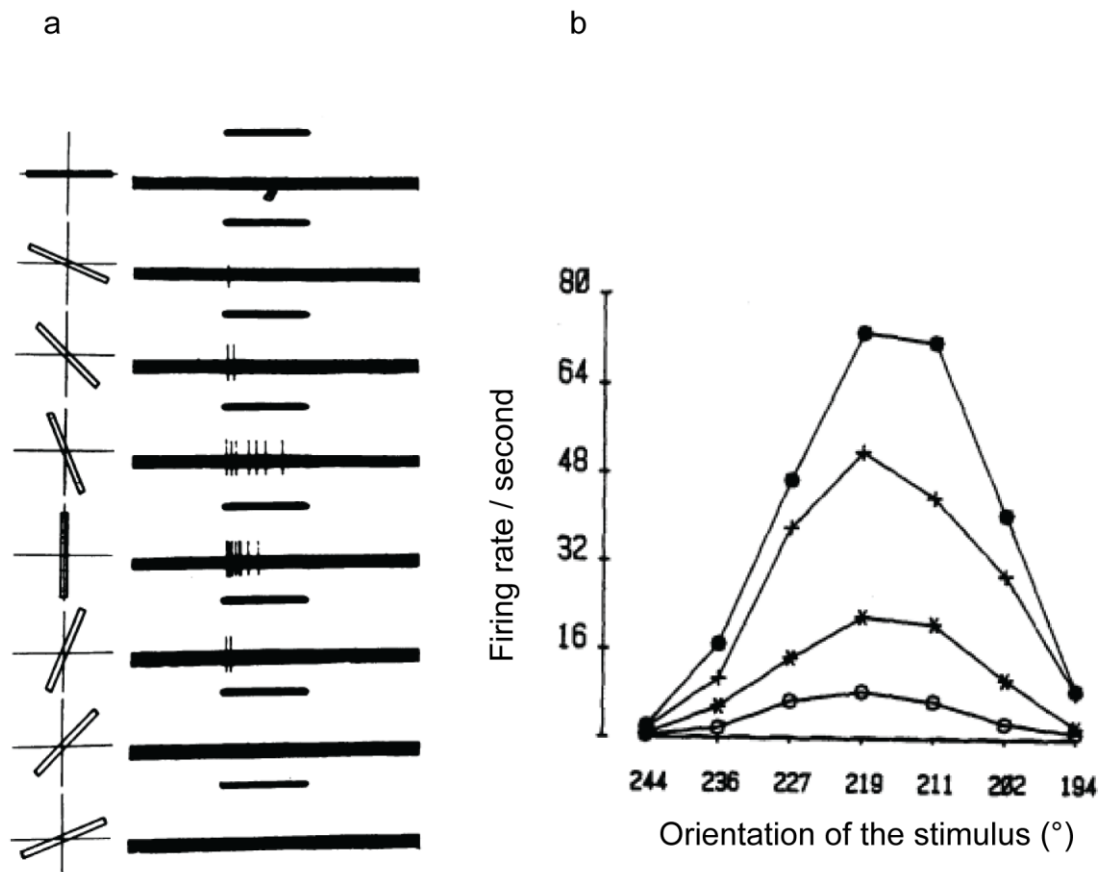 a
b
80
64
48
32
16
Firing rate / second
244 236 227 219 211 202 194
Orientation of the stimulus (°)